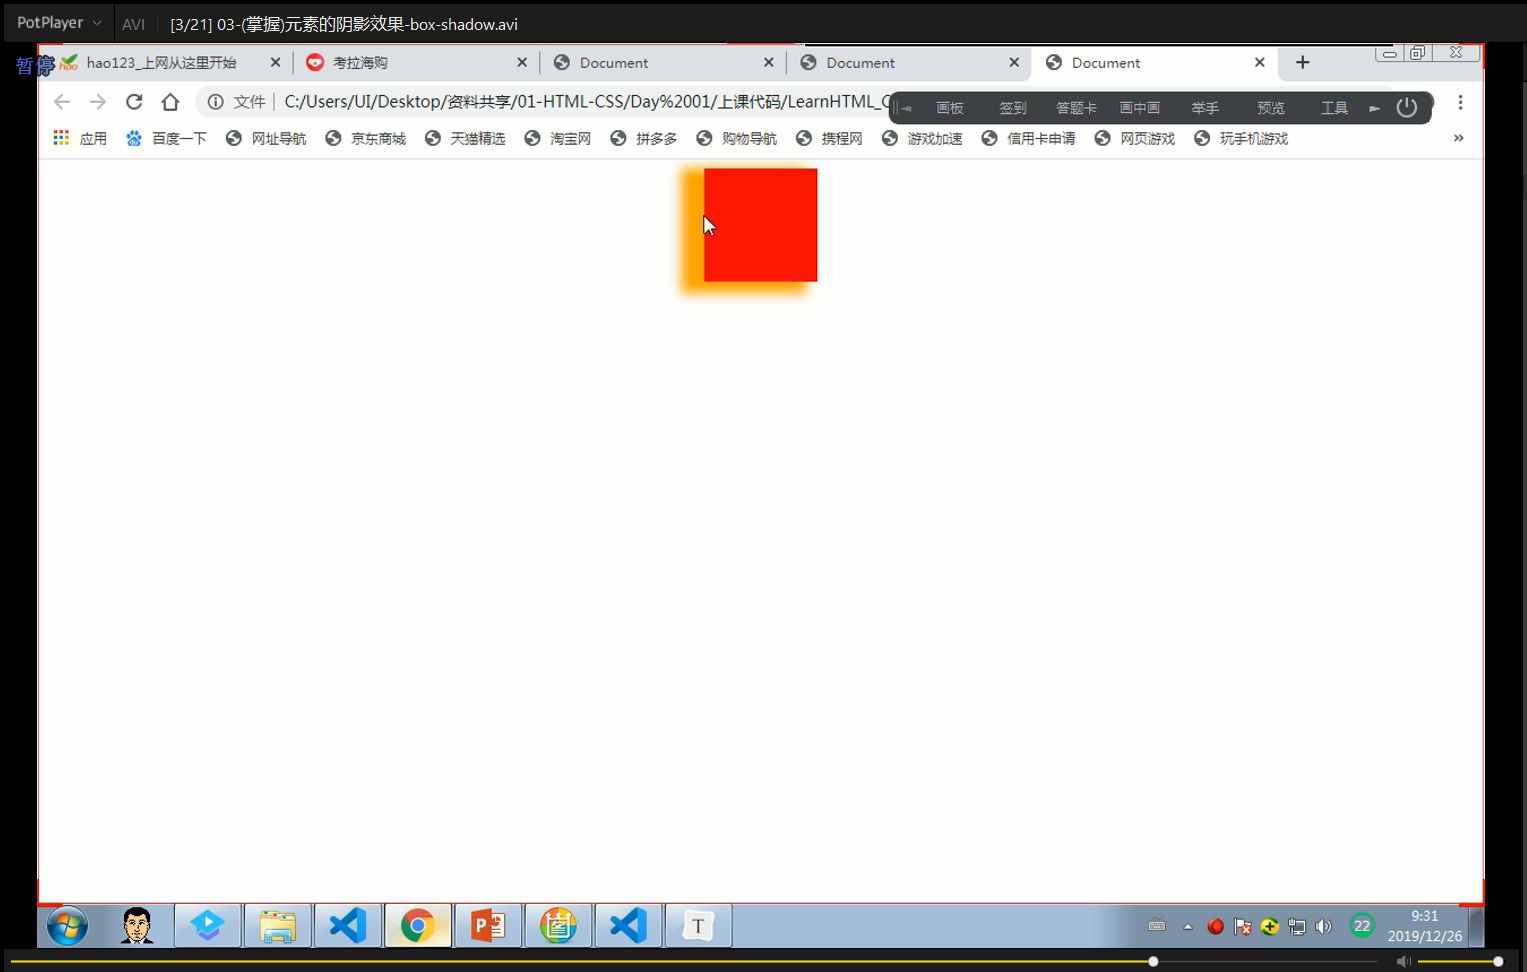 PotPlayer AVI [3/21] 03-(掌握)元素的阴影效果-box-shadow.avi
暂停
hao123_上网从这里开始 考拉海购 Document Document Document
文件 C:/Users/UI/Desktop/资料共享/01-HTML-CSS/Day%2001/上课代码/LearnHTML_C
画板 签到 答题卡 画中画 举手 预览 工具
应用 百度一下 网址导航 京东商城 天猫精选 淘宝网 拼多多 购物导航 携程网 游戏加速 信用卡申请 网页游戏 玩手机游戏 »
T 22 9:31
2019/12/26